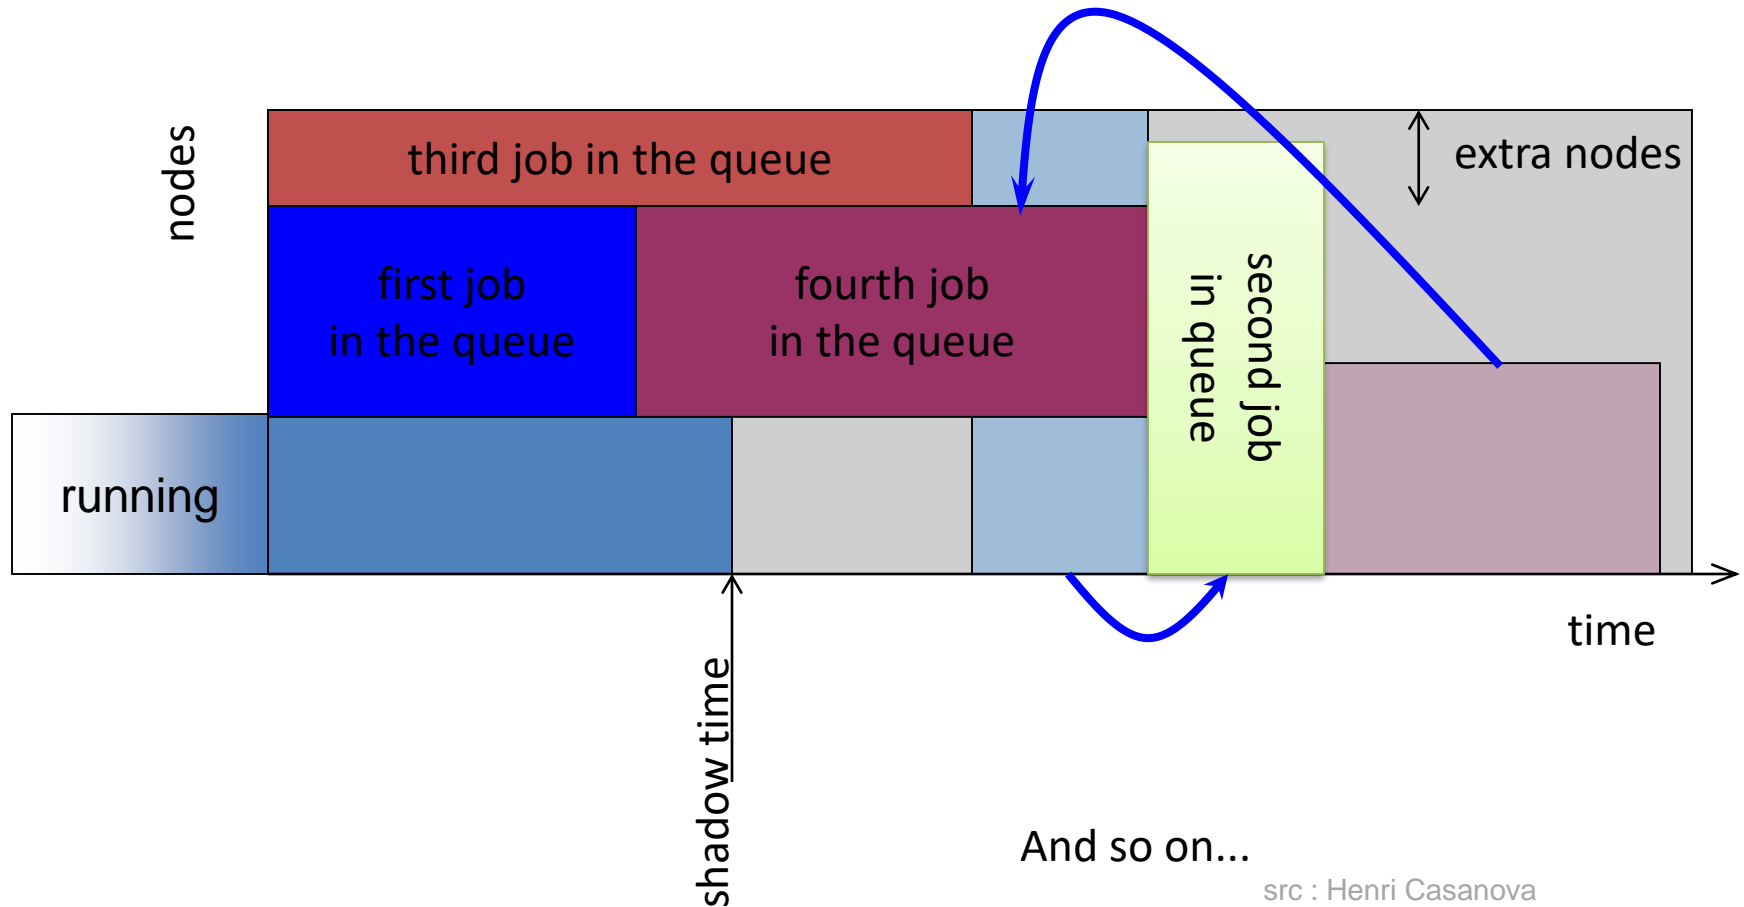 nodes
third job in the queue
extra nodes
first job
in the queue
fourth job
in the queue
second job
in queue
running
time
shadow time
And so on...
src : Henri Casanova